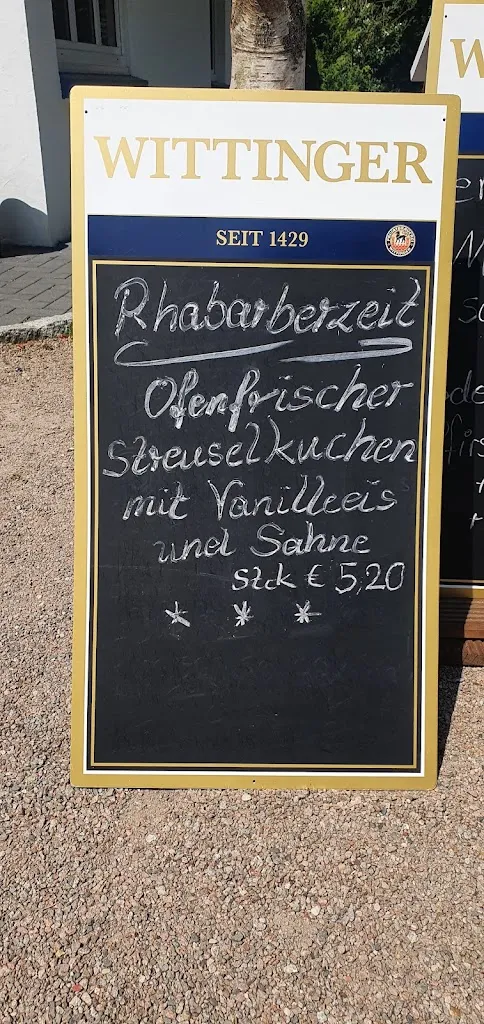 WITTINGER
SEIT 1429
Rhabarberzeit
Ofenfrischer
Streuselkuchen
mit Vanilleeis
und Sahne
Stck € 5,20
* * *
W